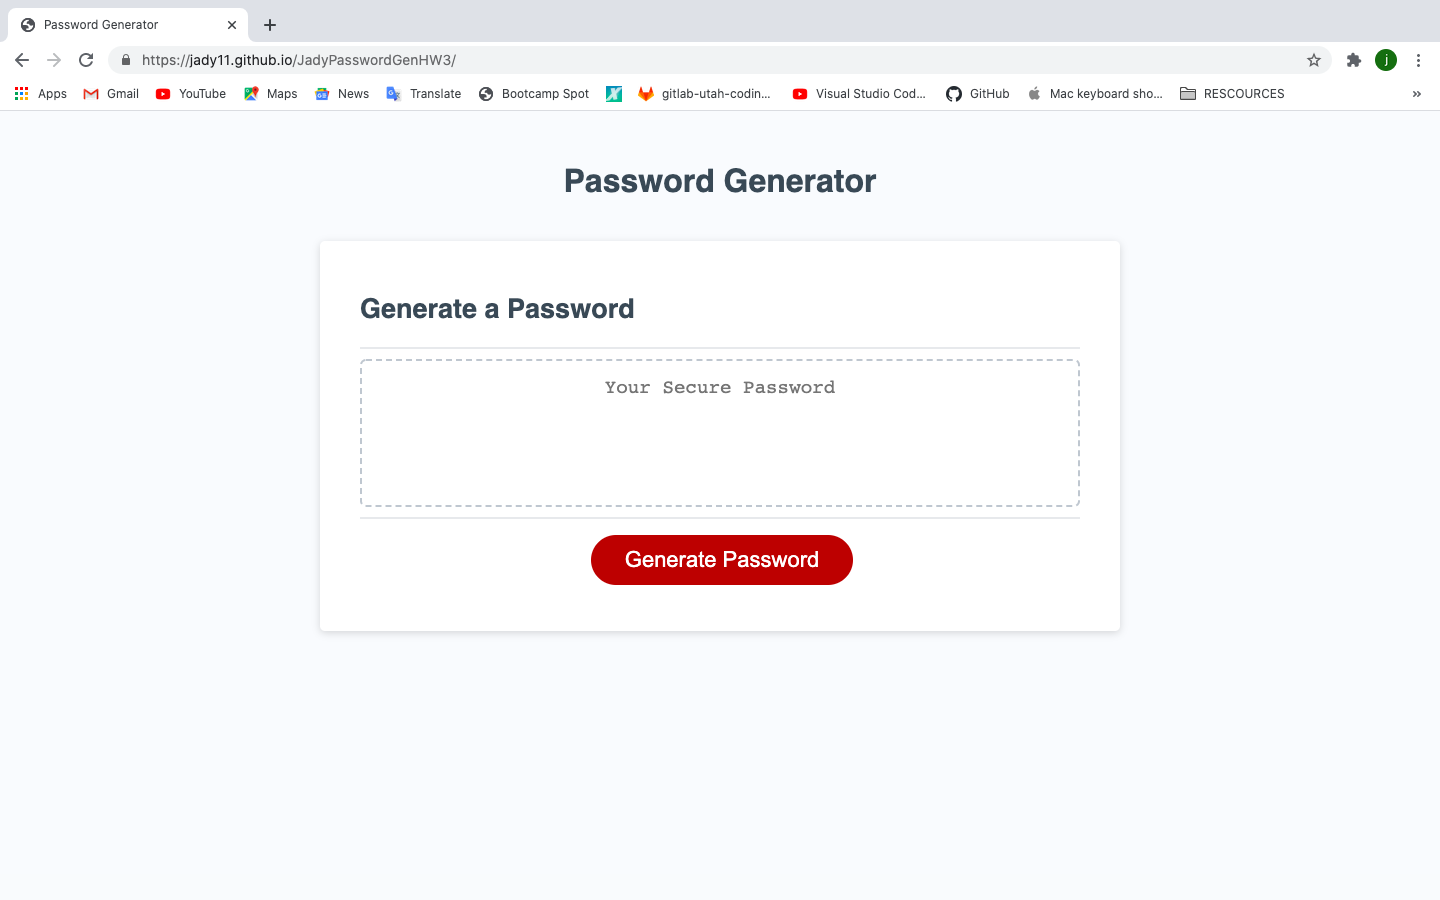 Password Generator
https://jady11.github.io/JadyPasswordGenHW3/
j
Apps Gmail YouTube Maps News Translate Bootcamp Spot gitlab-utah-codin... Visual Studio Cod... GitHub Mac keyboard sho... RESCOURCES »
Password Generator
Generate a Password
Your Secure Password
Generate Password